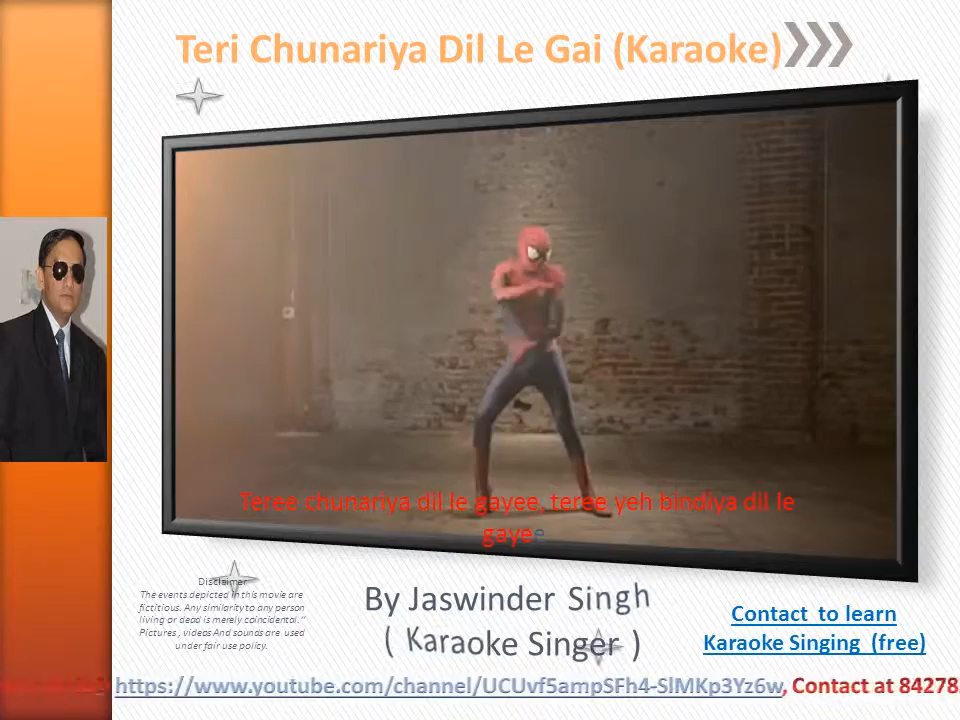 Teri Chunariya Dil Le Gai (Karaoke)
Teree chunariya dil le gayee, teree yeh bindiya dil le
gayee
Disclaimer
The events depicted in this movie are
fictitious. Any similarity to any person
living or dead is merely coincidental.”
Pictures , videos And sounds are used
under fair use policy.
By Jaswinder Singh
( Karaoke Singer )
Contact to learn
Karaoke Singing (free)
https://www.youtube.com/channel/UCUvf5ampSFh4-SlMKp3Yz6w, Contact at 84278